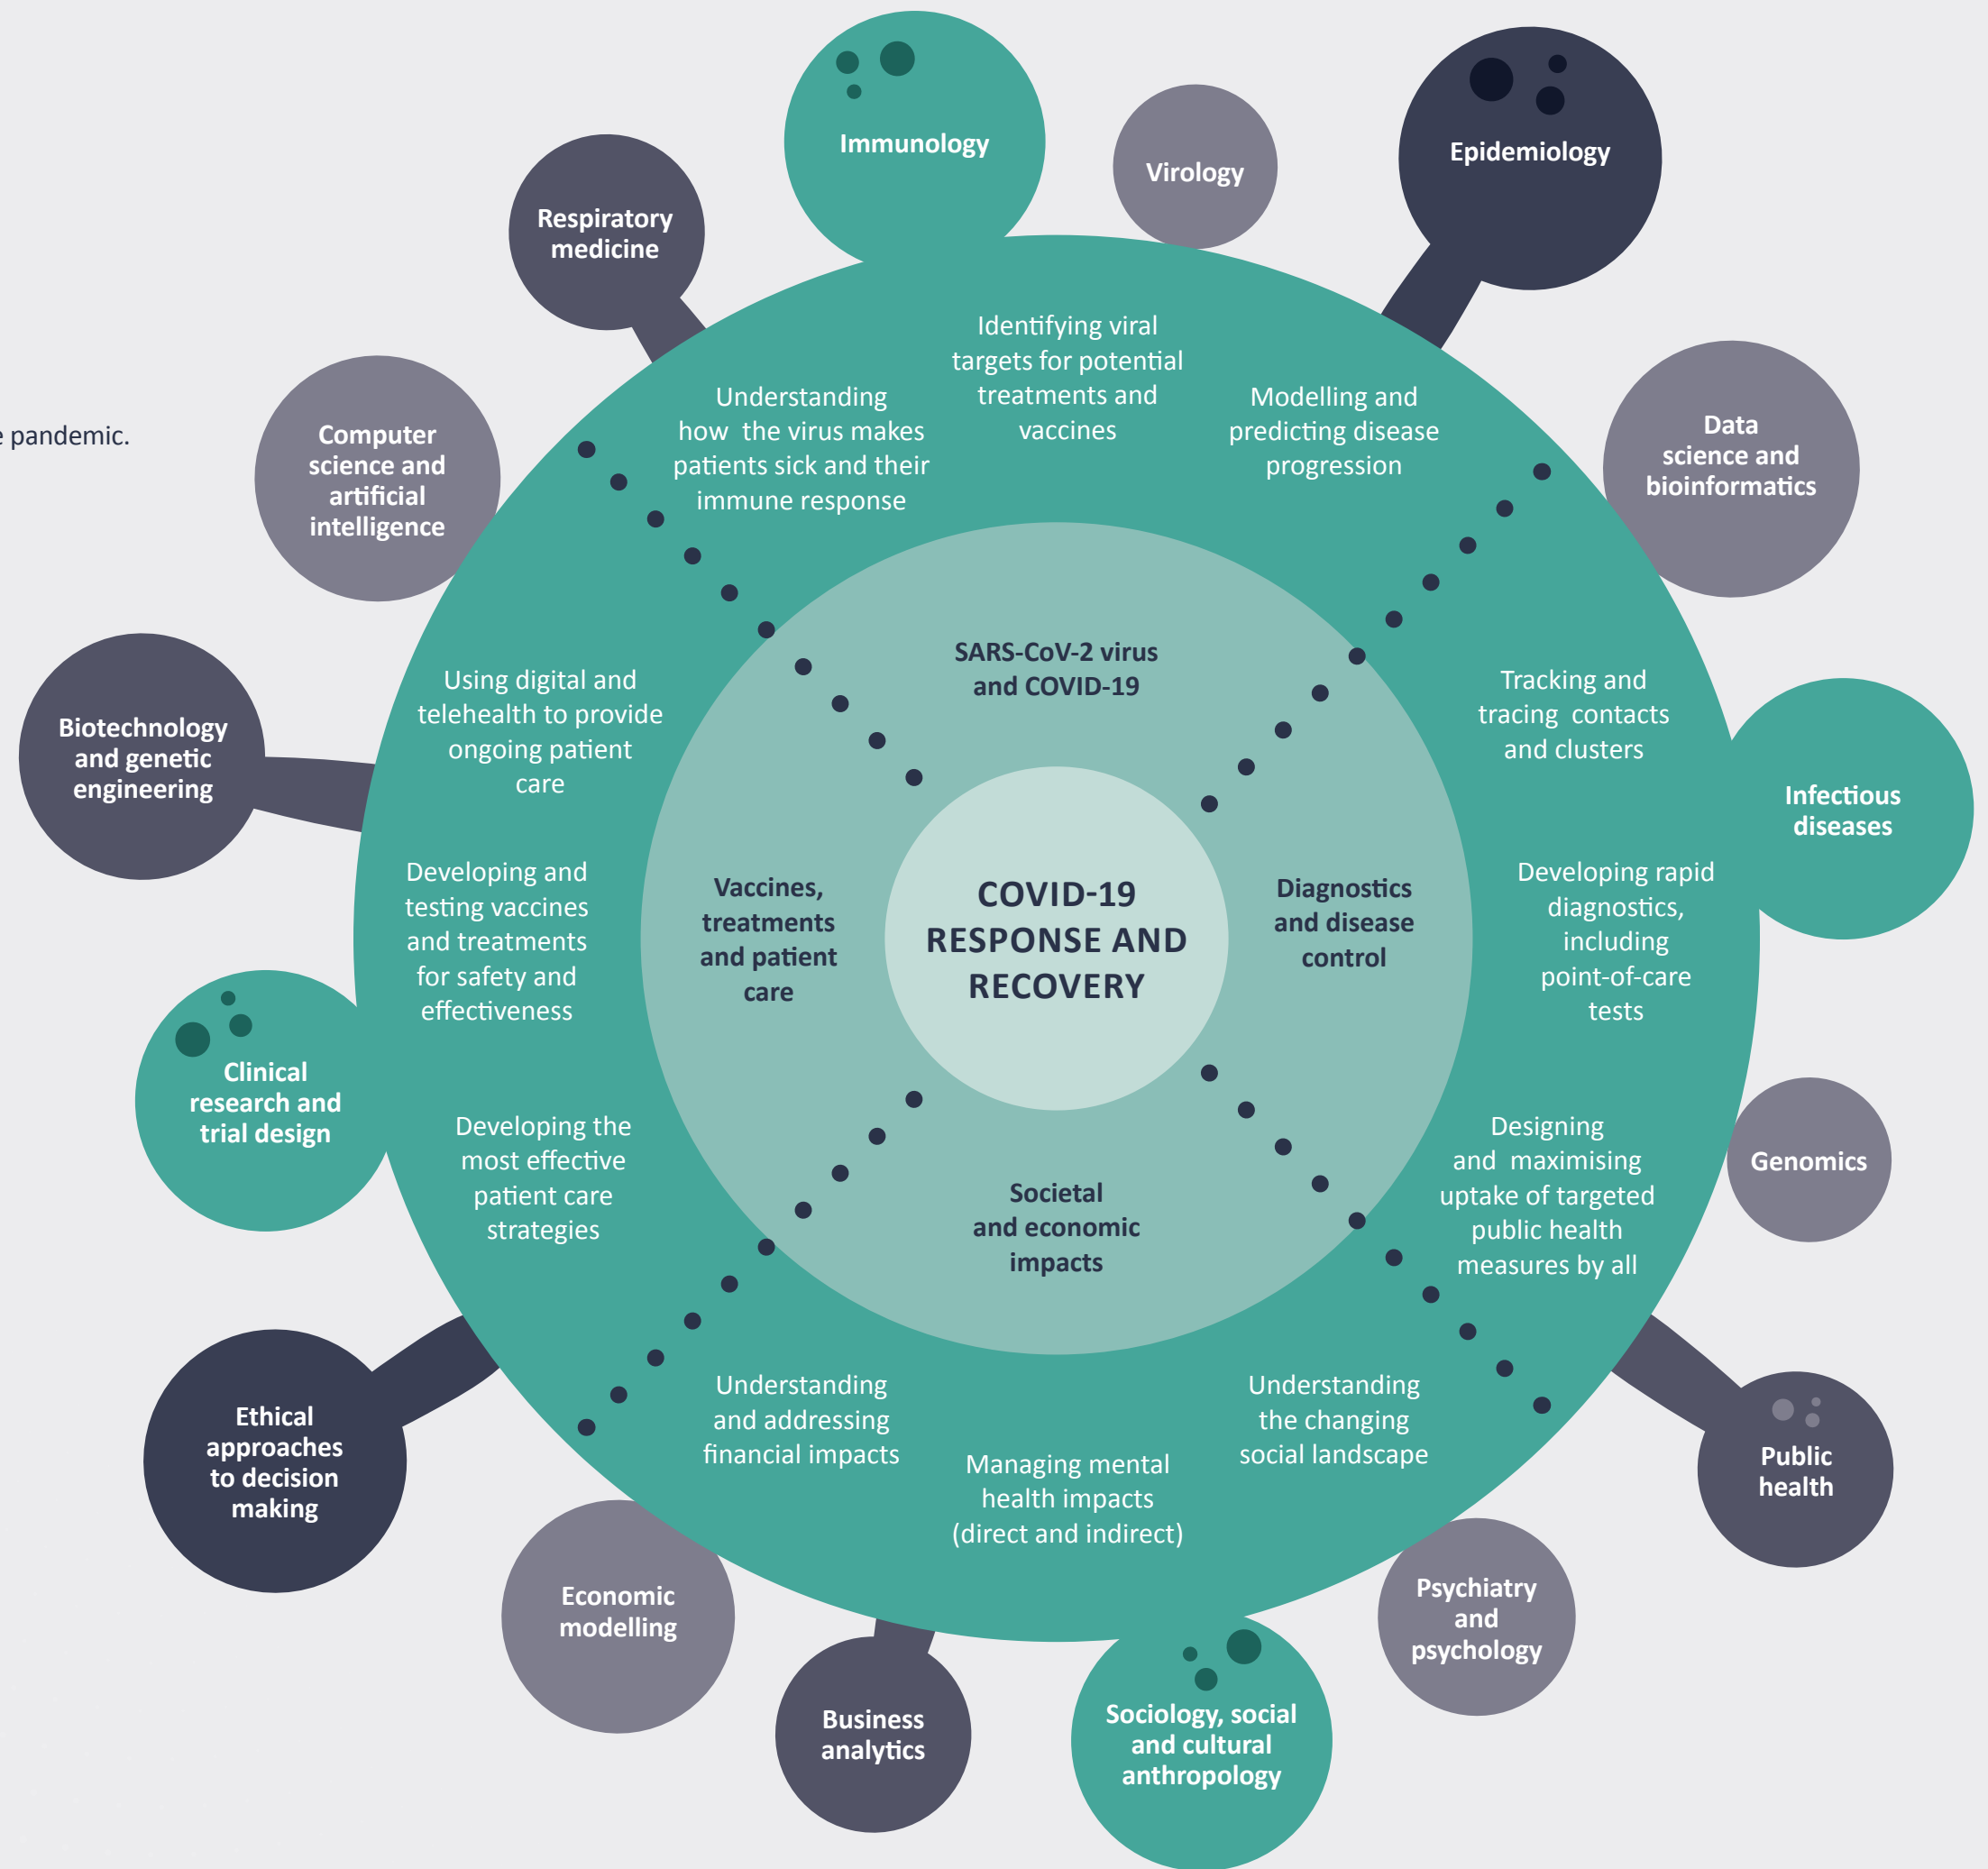 e pandemic.
Immunology
Virology
Epidemiology
Respiratory
medicine
Computer
science and
artificial
intelligence
Data
science and
bioinformatics
Biotechnology
and genetic
engineering
Infectious
diseases
Clinical
research and
trial design
Genomics
Ethical
approaches
to decision
making
Public
health
Economic
modelling
Business
analytics
Sociology, social
and cultural
anthropology
Psychiatry
and
psychology
Understanding
how the virus makes
patients sick and their
immune response
Identifying viral
targets for potential
treatments and
vaccines
Modelling and
predicting disease
progression
Using digital and
telehealth to provide
ongoing patient
care
Developing and
testing vaccines
and treatments
for safety and
effectiveness
Developing the
most effective
patient care
strategies
Tracking and
tracing contacts
and clusters
Developing rapid
diagnostics,
including
point-of-care
tests
Designing
and maximising
uptake of targeted
public health
measures by all
Understanding
and addressing
financial impacts
Managing mental
health impacts
(direct and indirect)
Understanding
the changing
social landscape
SARS-CoV-2 virus
and COVID-19
Vaccines,
treatments
and patient
care
Diagnostics
and disease
control
Societal
and economic
impacts
COVID-19
RESPONSE AND
RECOVERY